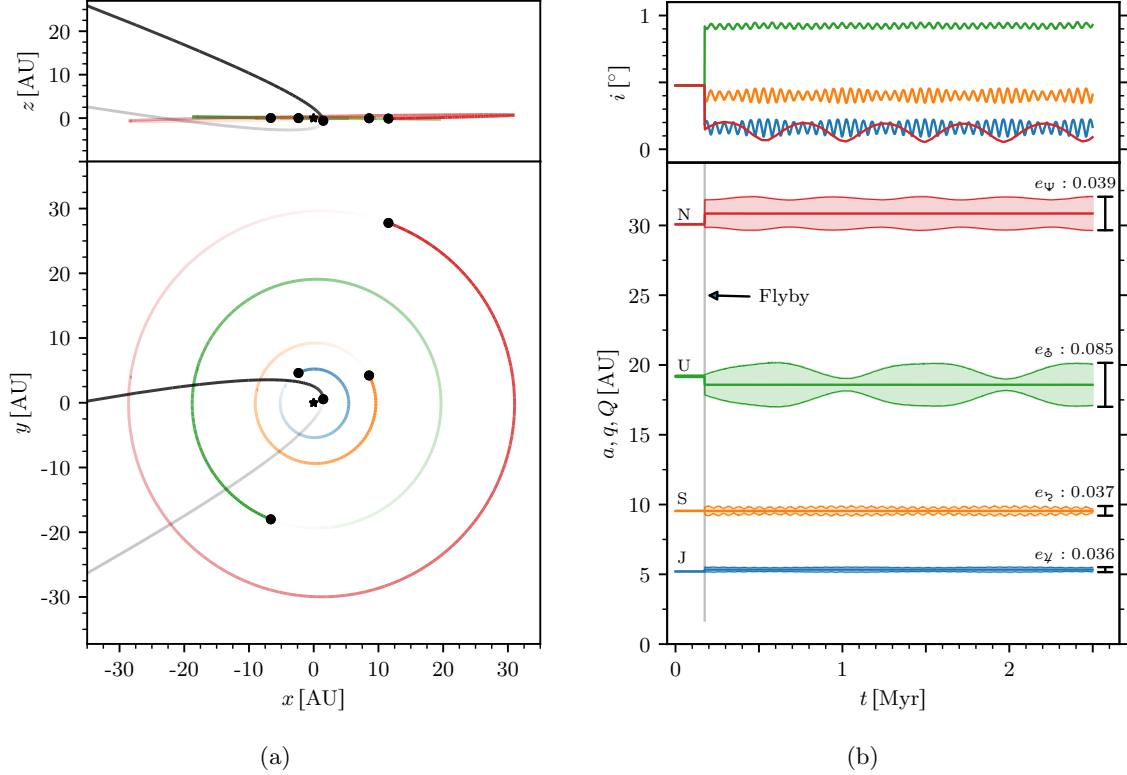 20
10
0
z [AU]
30
20
10
0
-10
-20
-30
y [AU]
-30
-20
-10
0
10
20
30
x [AU]
(a)
1
0
i [°]
N
U
S
J
Flyby
e♆ : 0.039
e⛢ : 0.085
e♄ : 0.037
e♃ : 0.036
30
25
20
15
10
5
0
a, q, Q [AU]
0
1
2
t [Myr]
(b)